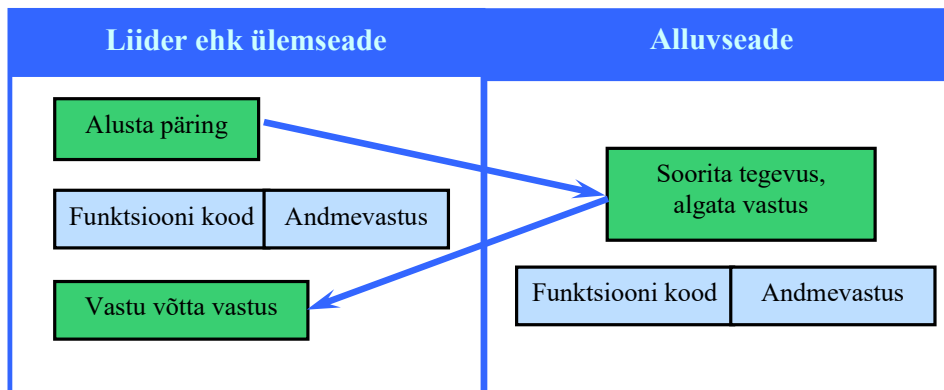 Liider ehk ülemseade
Alluvseade
Alusta päring
Soorita tegevus,
algata vastus
Funktsiooni kood
Andmevastus
Vastu võtta vastus
Funktsiooni kood
Andmevastus